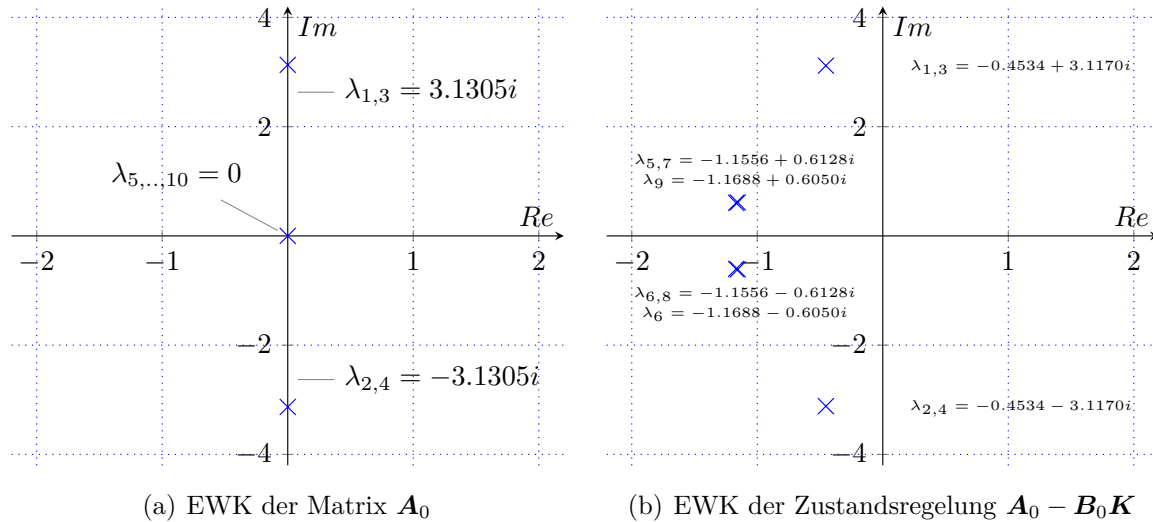 4
Im
λ1,3 = 3.1305i
2
λ5,..,10 = 0
Re
−2
−1
1
2
−2
λ2,4 = −3.1305i
−4
(a) EWK der Matrix A0
4
Im
λ1,3 = −0.4534 + 3.1170i
2
λ5,7 = −1.1556 + 0.6128i
λ9 = −1.1688 + 0.6050i
Re
−2
−1
1
2
λ6,8 = −1.1556 − 0.6128i
λ6 = −1.1688 − 0.6050i
−2
λ2,4 = −0.4534 − 3.1170i
−4
(b) EWK der Zustandsregelung A0 − B0K